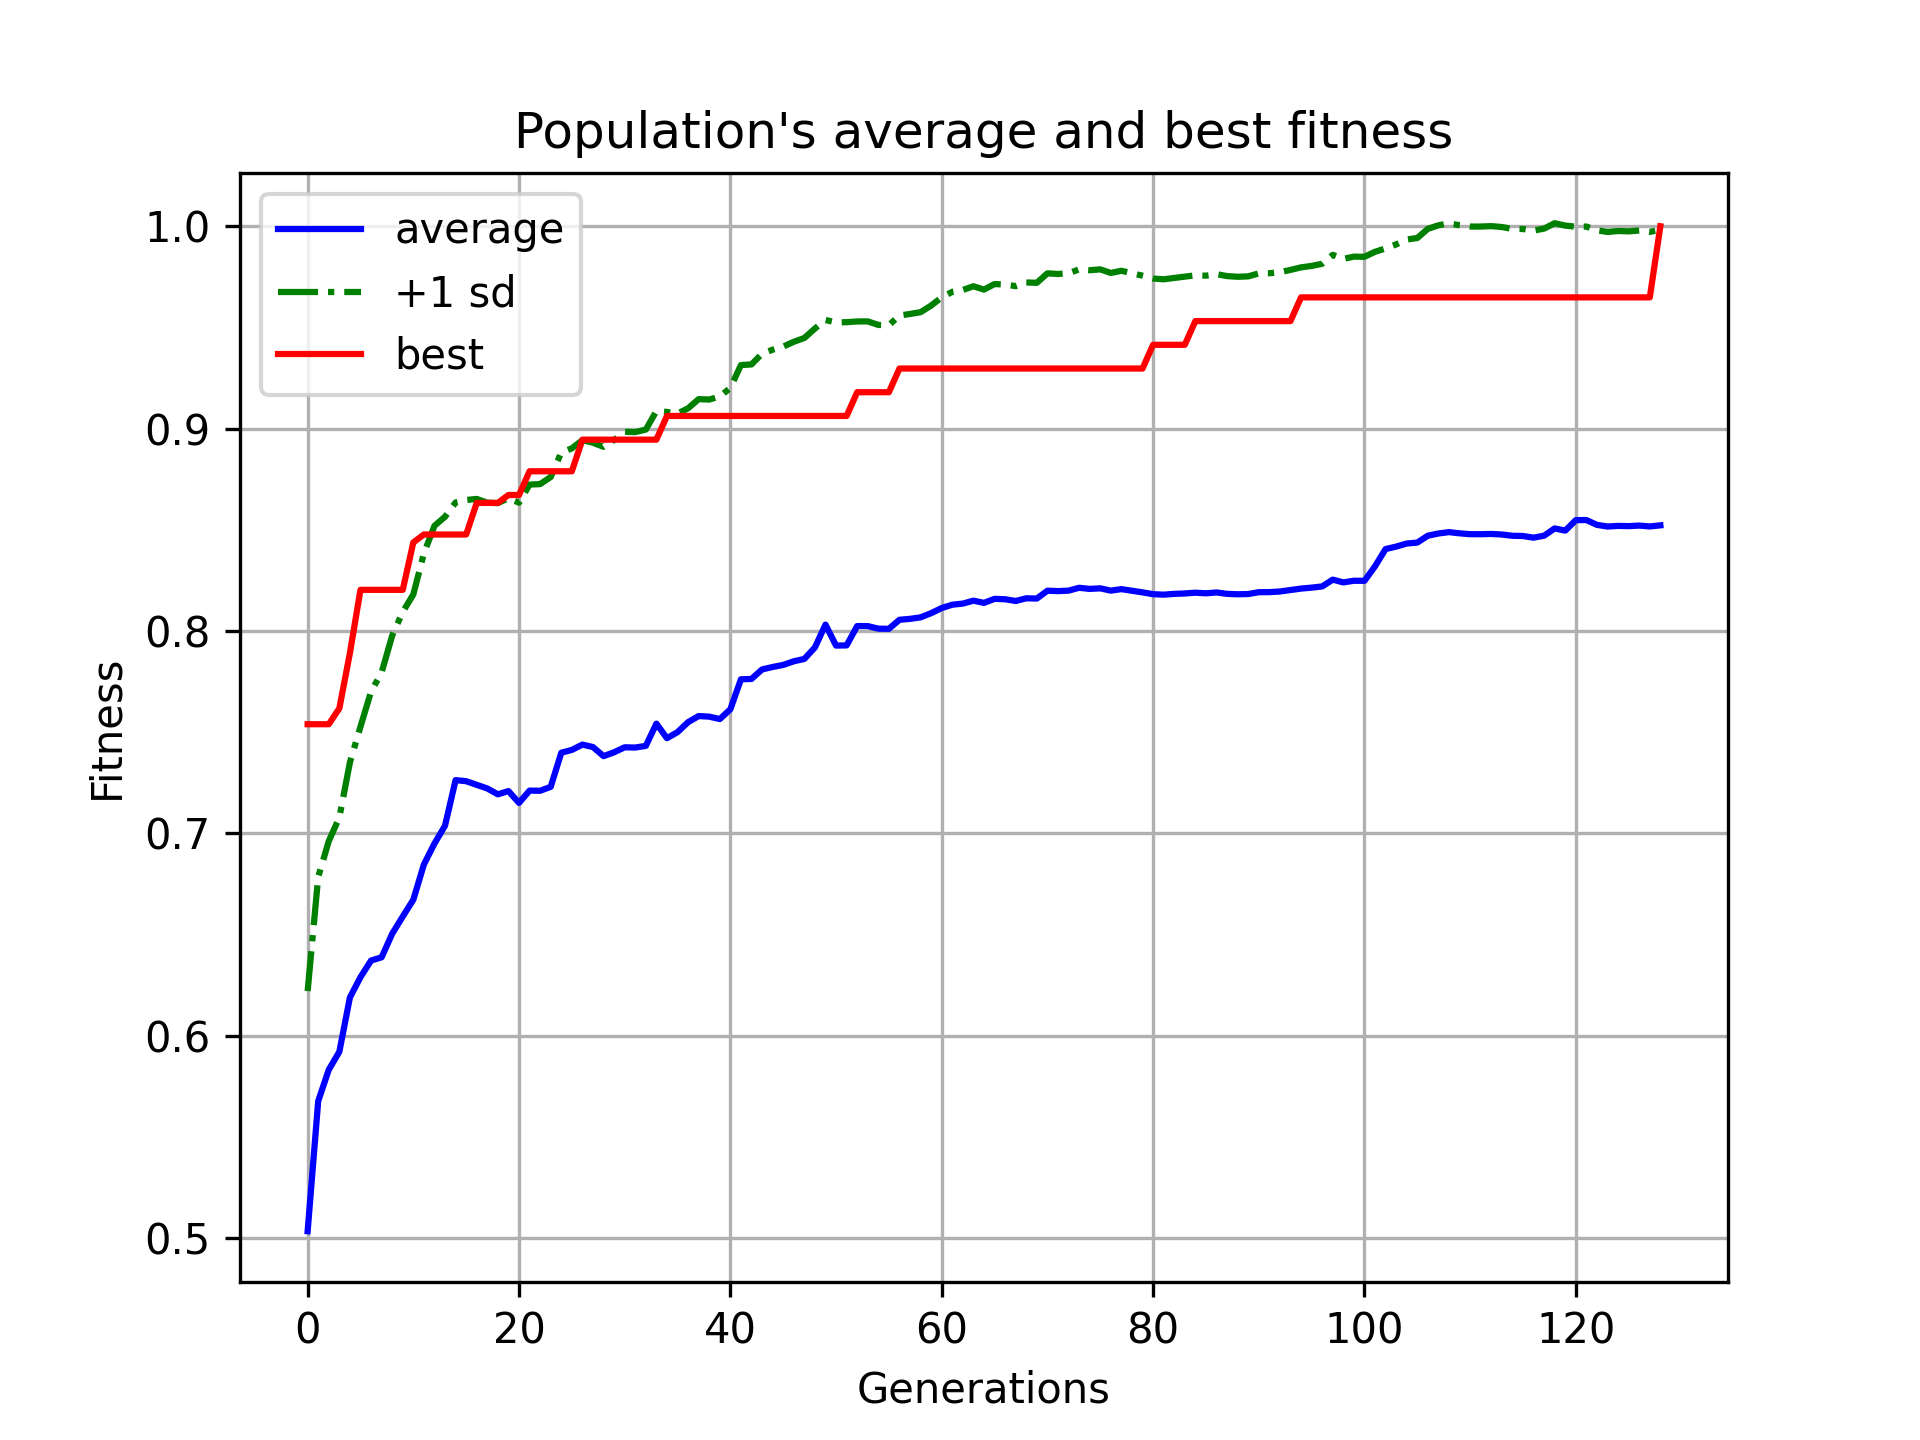 Population's average and best fitness
average
+1 sd
best
1.0
0.9
0.8
0.7
0.6
0.5
Fitness
0 20 40 60 80 100 120
Generations